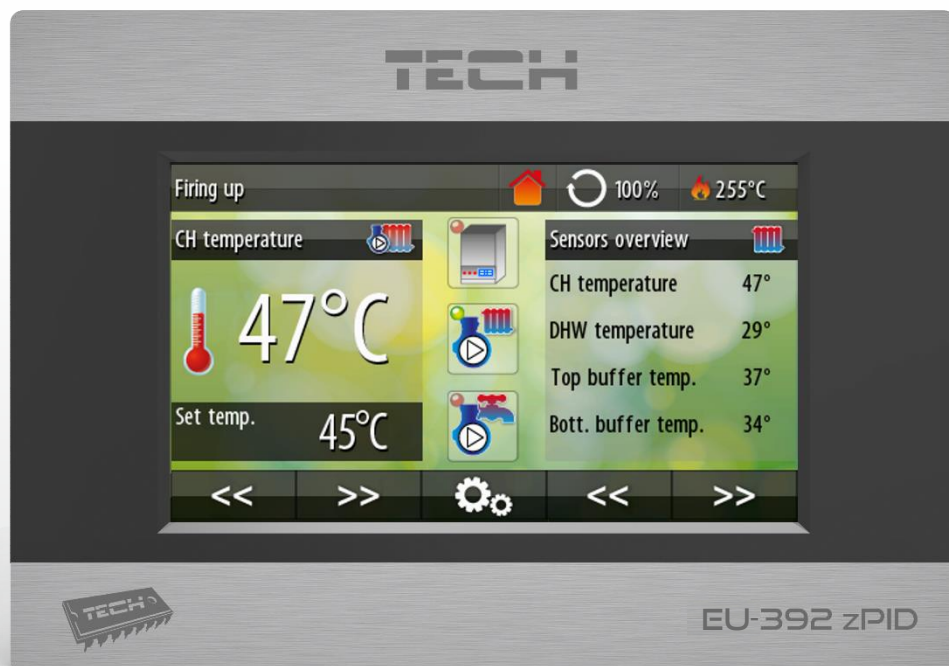 TECH
Firing up
100%
255°C
CH temperature
47°C
Set temp.
45°C
Sensors overview
CH temperature 47°
DHW temperature 29°
Top buffer temp. 37°
Bott. buffer temp. 34°
<< >> << >>
TECH
EU-392 zPID